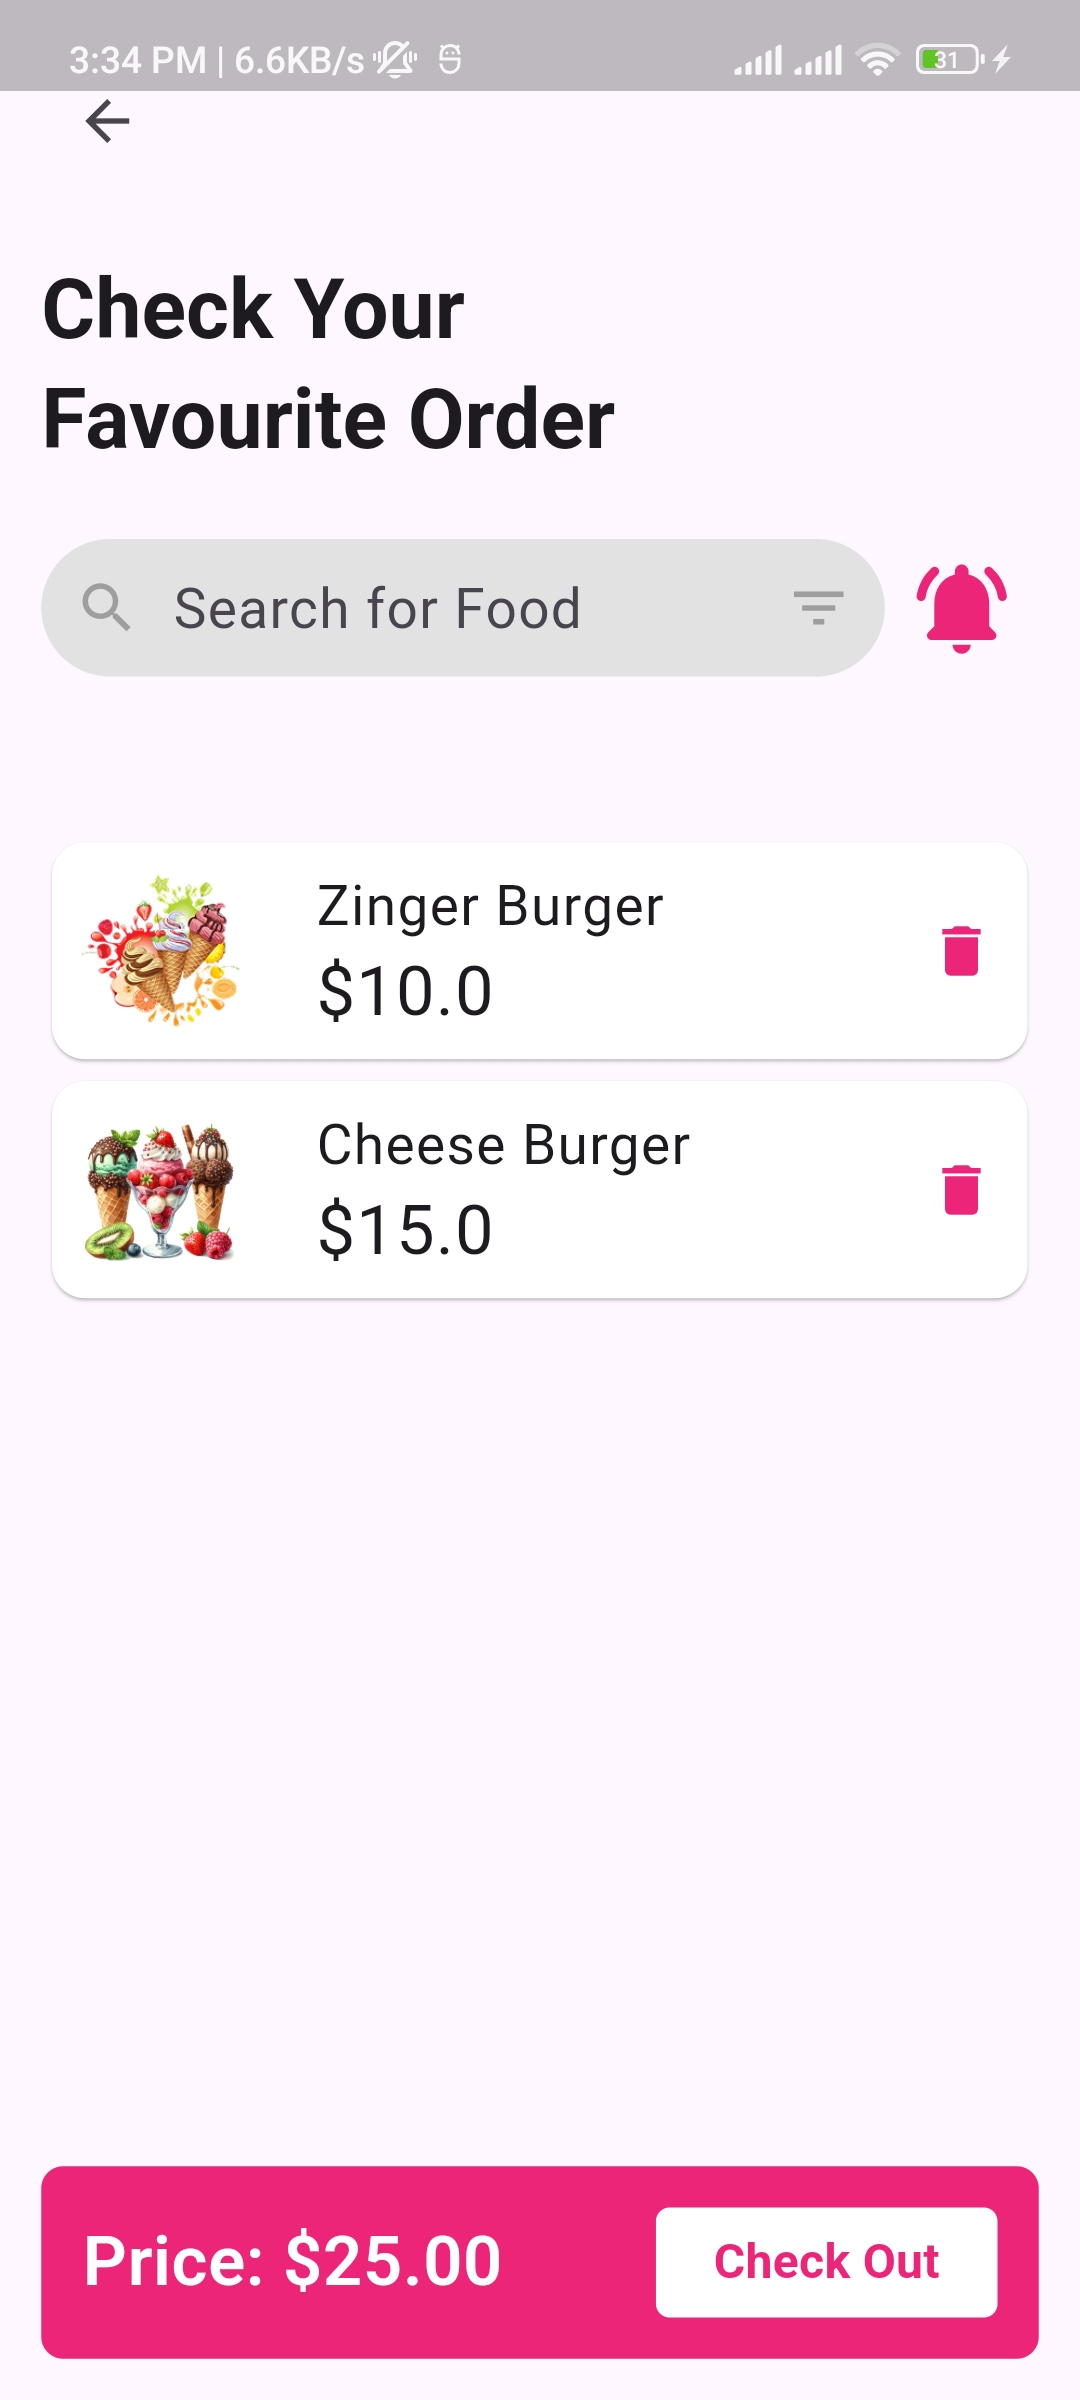 3:34 PM | 6.6KB/s
31
Check Your
Favourite Order
Search for Food
Zinger Burger
$10.0
Cheese Burger
$15.0
Price: $25.00
Check Out